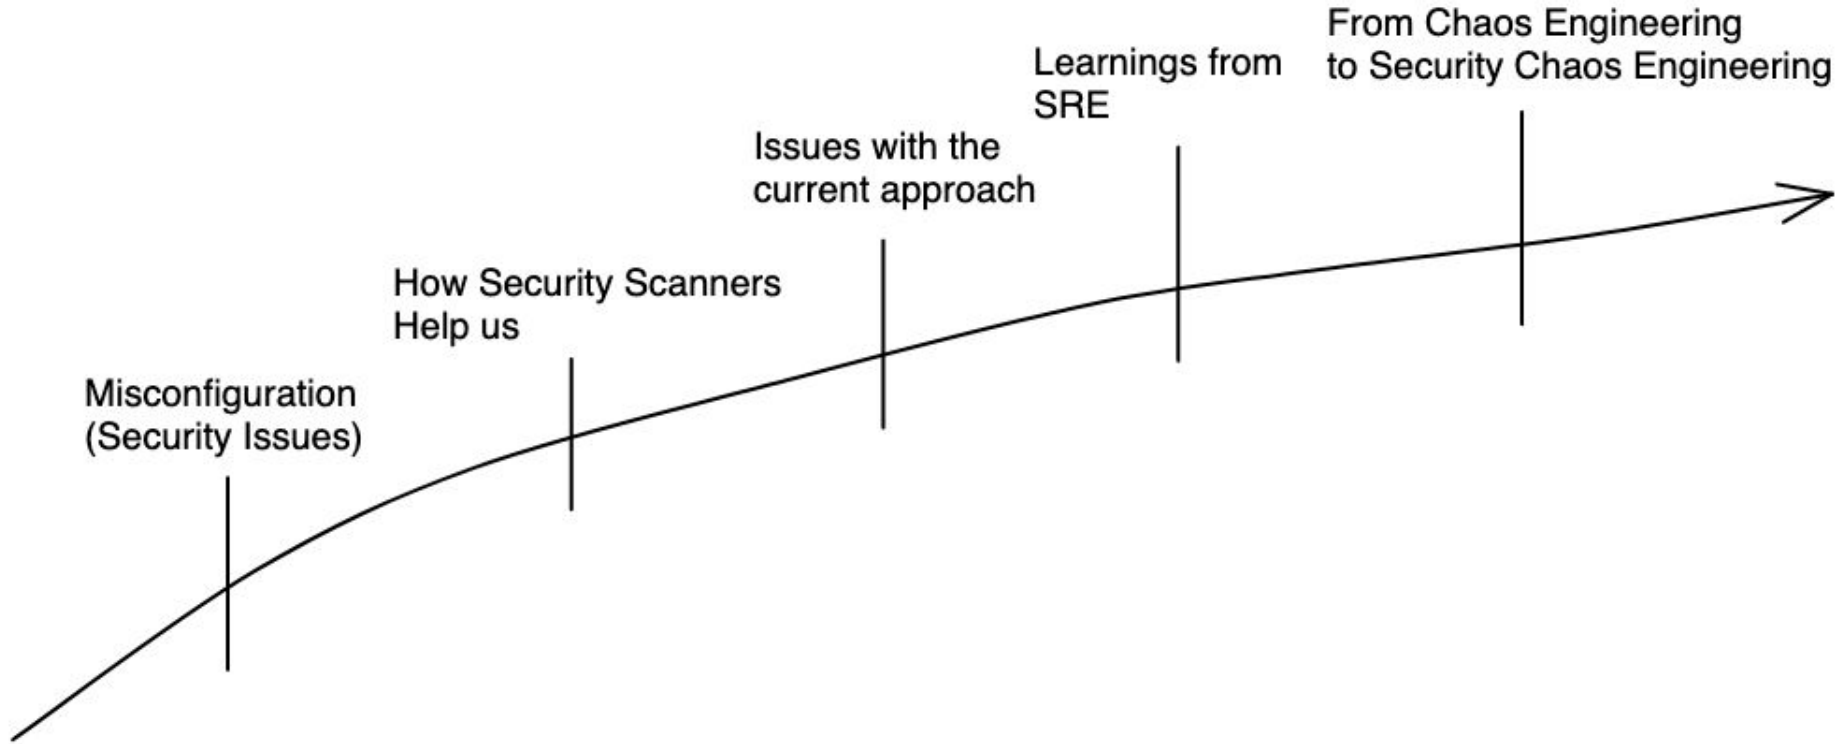 Misconfiguration
(Security Issues)
How Security Scanners
Help us
Issues with the
current approach
Learnings from
SRE
From Chaos Engineering
to Security Chaos Engineering